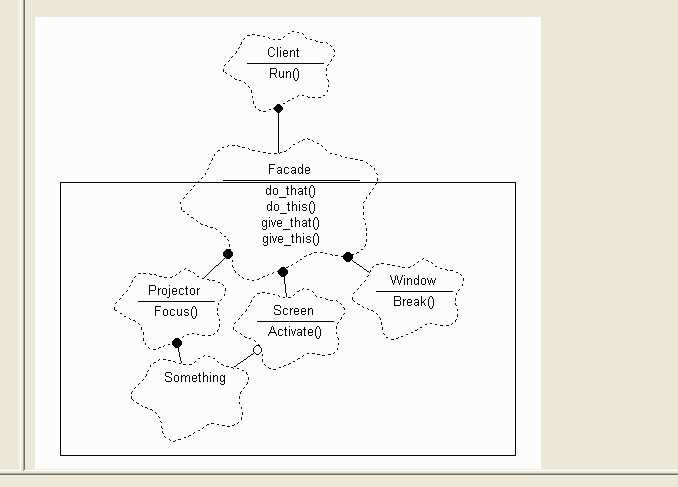 Client
Run()
Facade
do_that()
do_this()
give_that()
give_this()
Projector
Focus()
Screen
Activate()
Window
Break()
Something